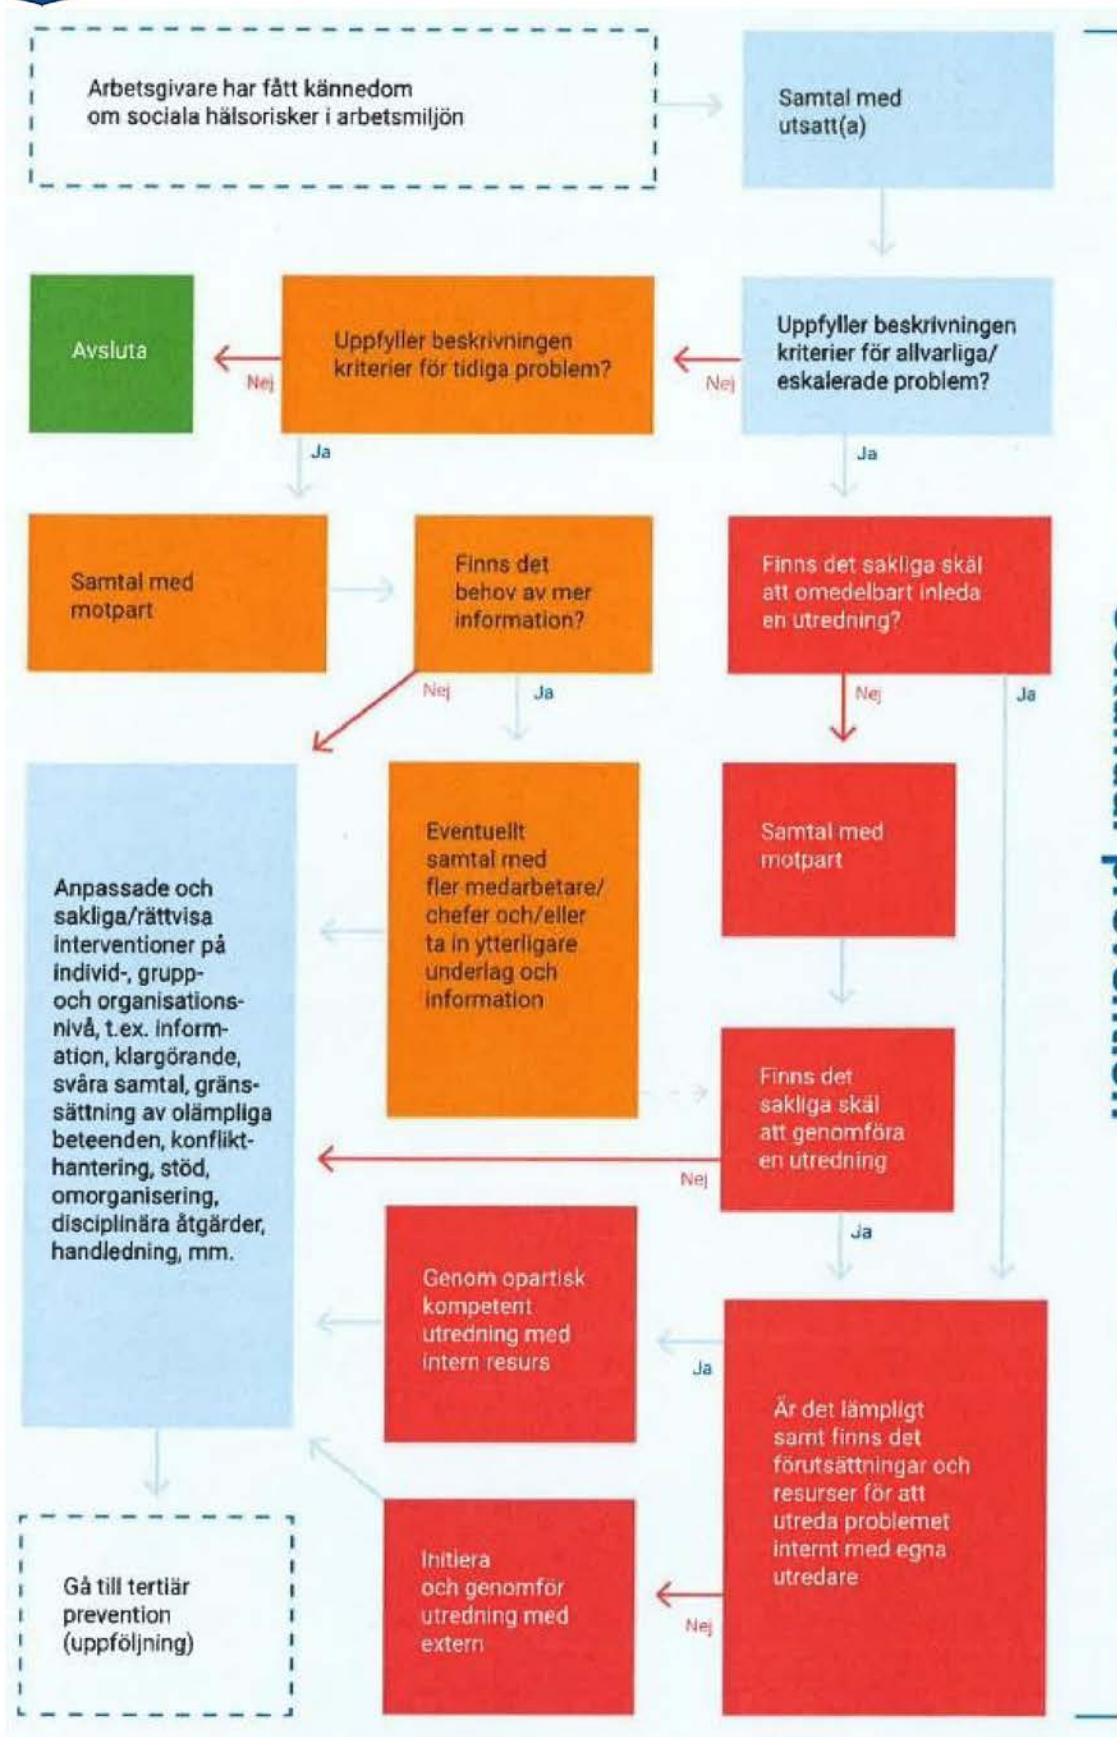 Arbetsgivare har fått kännedom
om sociala hälsorisker i arbetsmiljön
Samtal med
utsatt(a)
Avsluta
Nej
Uppfyller beskrivningen
kriterier för tidiga problem?
Nej
Uppfyller beskrivningen
kriterier för allvarliga/
eskalerade problem?
Ja
Ja
Samtal med
motpart
Finns det
behov av mer
information?
Finns det sakliga skäl
att omedelbart inleda
en utredning?
Nej
Ja
Nej
Ja
Anpassade och
sakliga/rättvisa
interventioner på
individ-, grupp-
och organisations-
nivå, t.ex. inform-
ation, klargörande,
svåra samtal, gräns-
sättning av olämpliga
beteenden, konflikt-
hantering, stöd,
omorganisering,
disciplinära åtgärder,
handledning, mm.
Eventuellt
samtal med
fler medarbetare/
chefer och/eller
ta in ytterligare
underlag och
information
Samtal med
motpart
Finns det
sakliga skäl
att genomföra
en utredning
Nej
Ja
Genom opartisk
kompetent
utredning med
intern resurs
Ja
Är det lämpligt
samt finns det
förutsättningar och
resurser för att
utreda problemet
internt med egna
utredare
Initiera
och genomför
utredning med
extern
Nej
Gå till tertiär
prevention
(uppföljning)